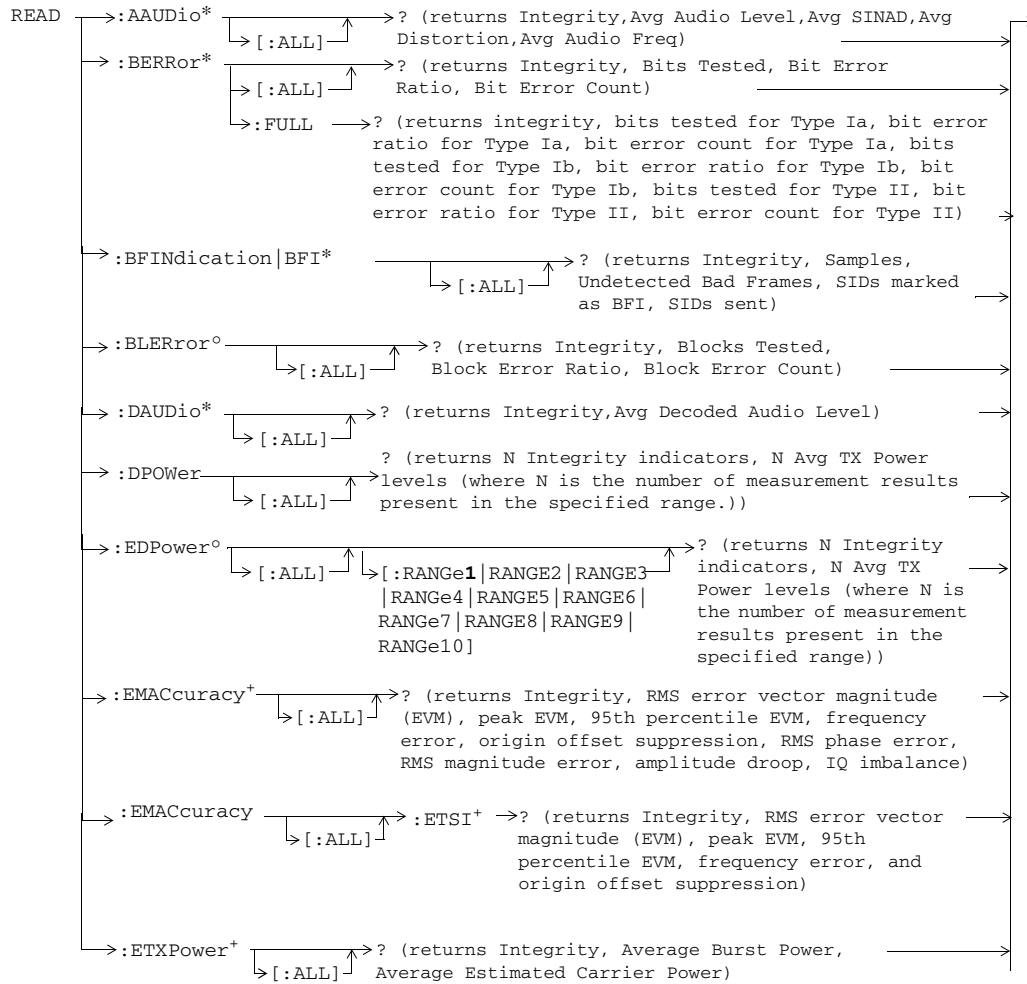 READ :AAUDio* ? (returns Integrity,Avg Audio Level,Avg SINAD,Avg
[:ALL] Distortion,Avg Audio Freq)
:BERRor* ? (returns Integrity, Bits Tested, Bit Error
[:ALL] Ratio, Bit Error Count)
:FULL ? (returns integrity, bits tested for Type Ia, bit error
ratio for Type Ia, bit error count for Type Ia, bits
tested for Type Ib, bit error ratio for Type Ib, bit
error count for Type Ib, bits tested for Type II, bit
error ratio for Type II, bit error count for Type II)
:BFINdication|BFI* ? (returns Integrity, Samples,
[:ALL] Undetected Bad Frames, SIDs marked
as BFI, SIDs sent)
:BLERror° ? (returns Integrity, Blocks Tested,
[:ALL] Block Error Ratio, Block Error Count)
:DAUDio* ? (returns Integrity,Avg Decoded Audio Level)
[:ALL]
? (returns N Integrity indicators, N Avg TX Power
:DPOWer levels (where N is the number of measurement results
[:ALL] present in the specified range.))
:EDPower° ? (returns N Integrity
[:ALL] [:RANGe1|RANGE2|RANGE3 indicators, N Avg TX
|RANGe4|RANGE5|RANGE6| Power levels (where N is
RANGe7|RANGE8|RANGE9| the number of measurement
RANGe10] results present in the
specified range))
:EMACcuracy+ ? (returns Integrity, RMS error vector magnitude
[:ALL] (EVM), peak EVM, 95th percentile EVM, frequency
error, origin offset suppression, RMS phase error,
RMS magnitude error, amplitude droop, IQ imbalance)
:EMACcuracy :ETSI+ ? (returns Integrity, RMS error vector
[:ALL] magnitude (EVM), peak EVM, 95th
percentile EVM, frequency error, and
origin offset suppression)
:ETXPower+ ? (returns Integrity, Average Burst Power,
[:ALL] Average Estimated Carrier Power)